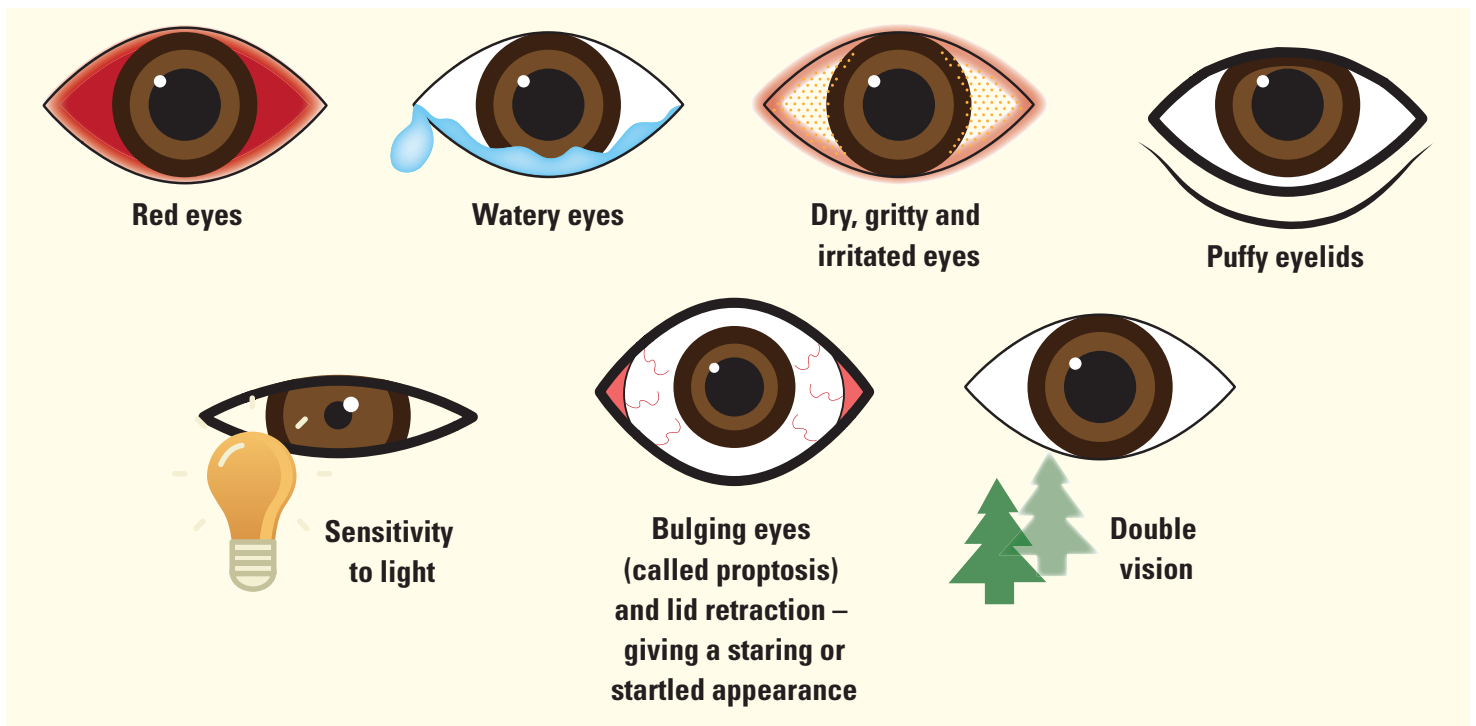 Red eyes
Watery eyes
Dry, gritty and
irritated eyes
Puffy eyelids
Sensitivity
to light
Bulging eyes
(called proptosis)
and lid retraction –
giving a staring or
startled appearance
Double
vision